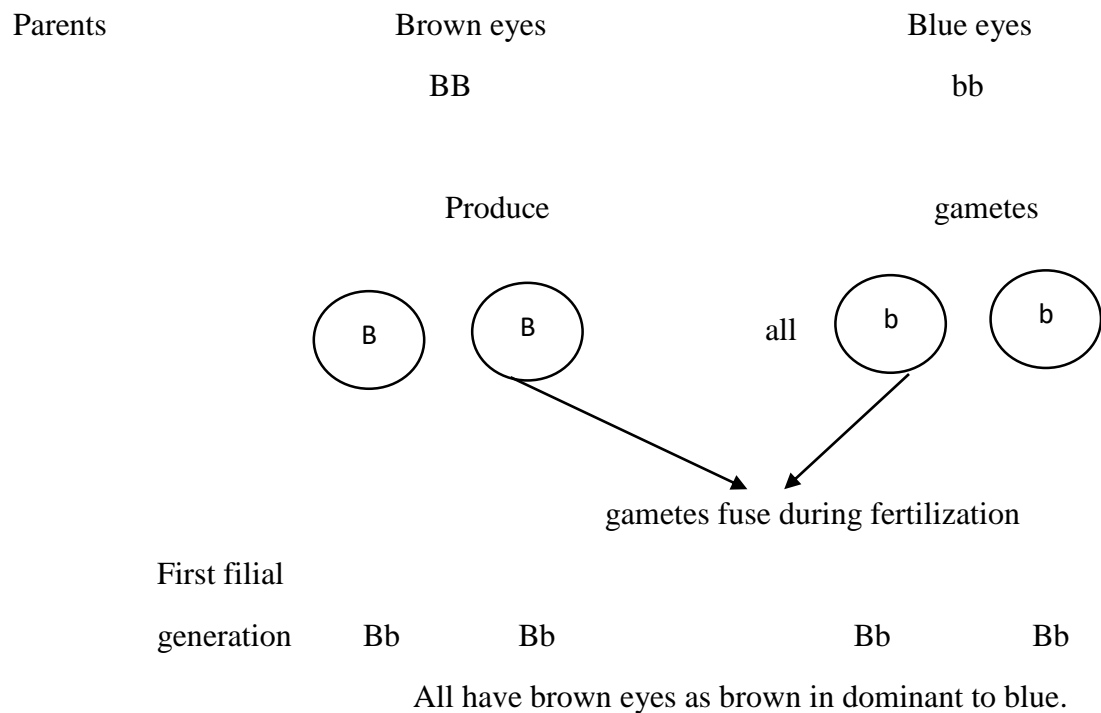 Parents Brown eyes Blue eyes
BB bb
Produce gametes
B B all b b
gametes fuse during fertilization
First filial
generation Bb Bb Bb Bb
All have brown eyes as brown in dominant to blue.